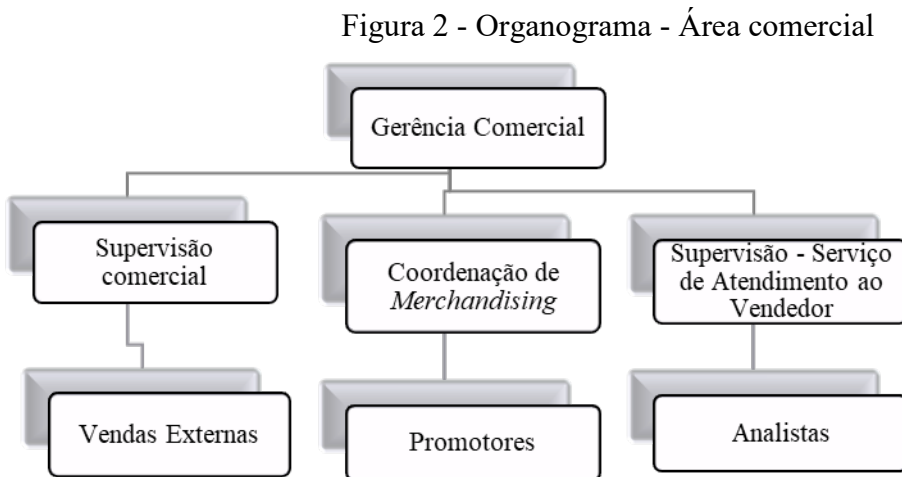 Figura 2 - Organograma - Área comercial
Gerência Comercial
Supervisão
comercial
Coordenação de
Merchandising
Supervisão - Serviço
de Atendimento ao
Vendedor
Vendas Externas
Promotores
Analistas